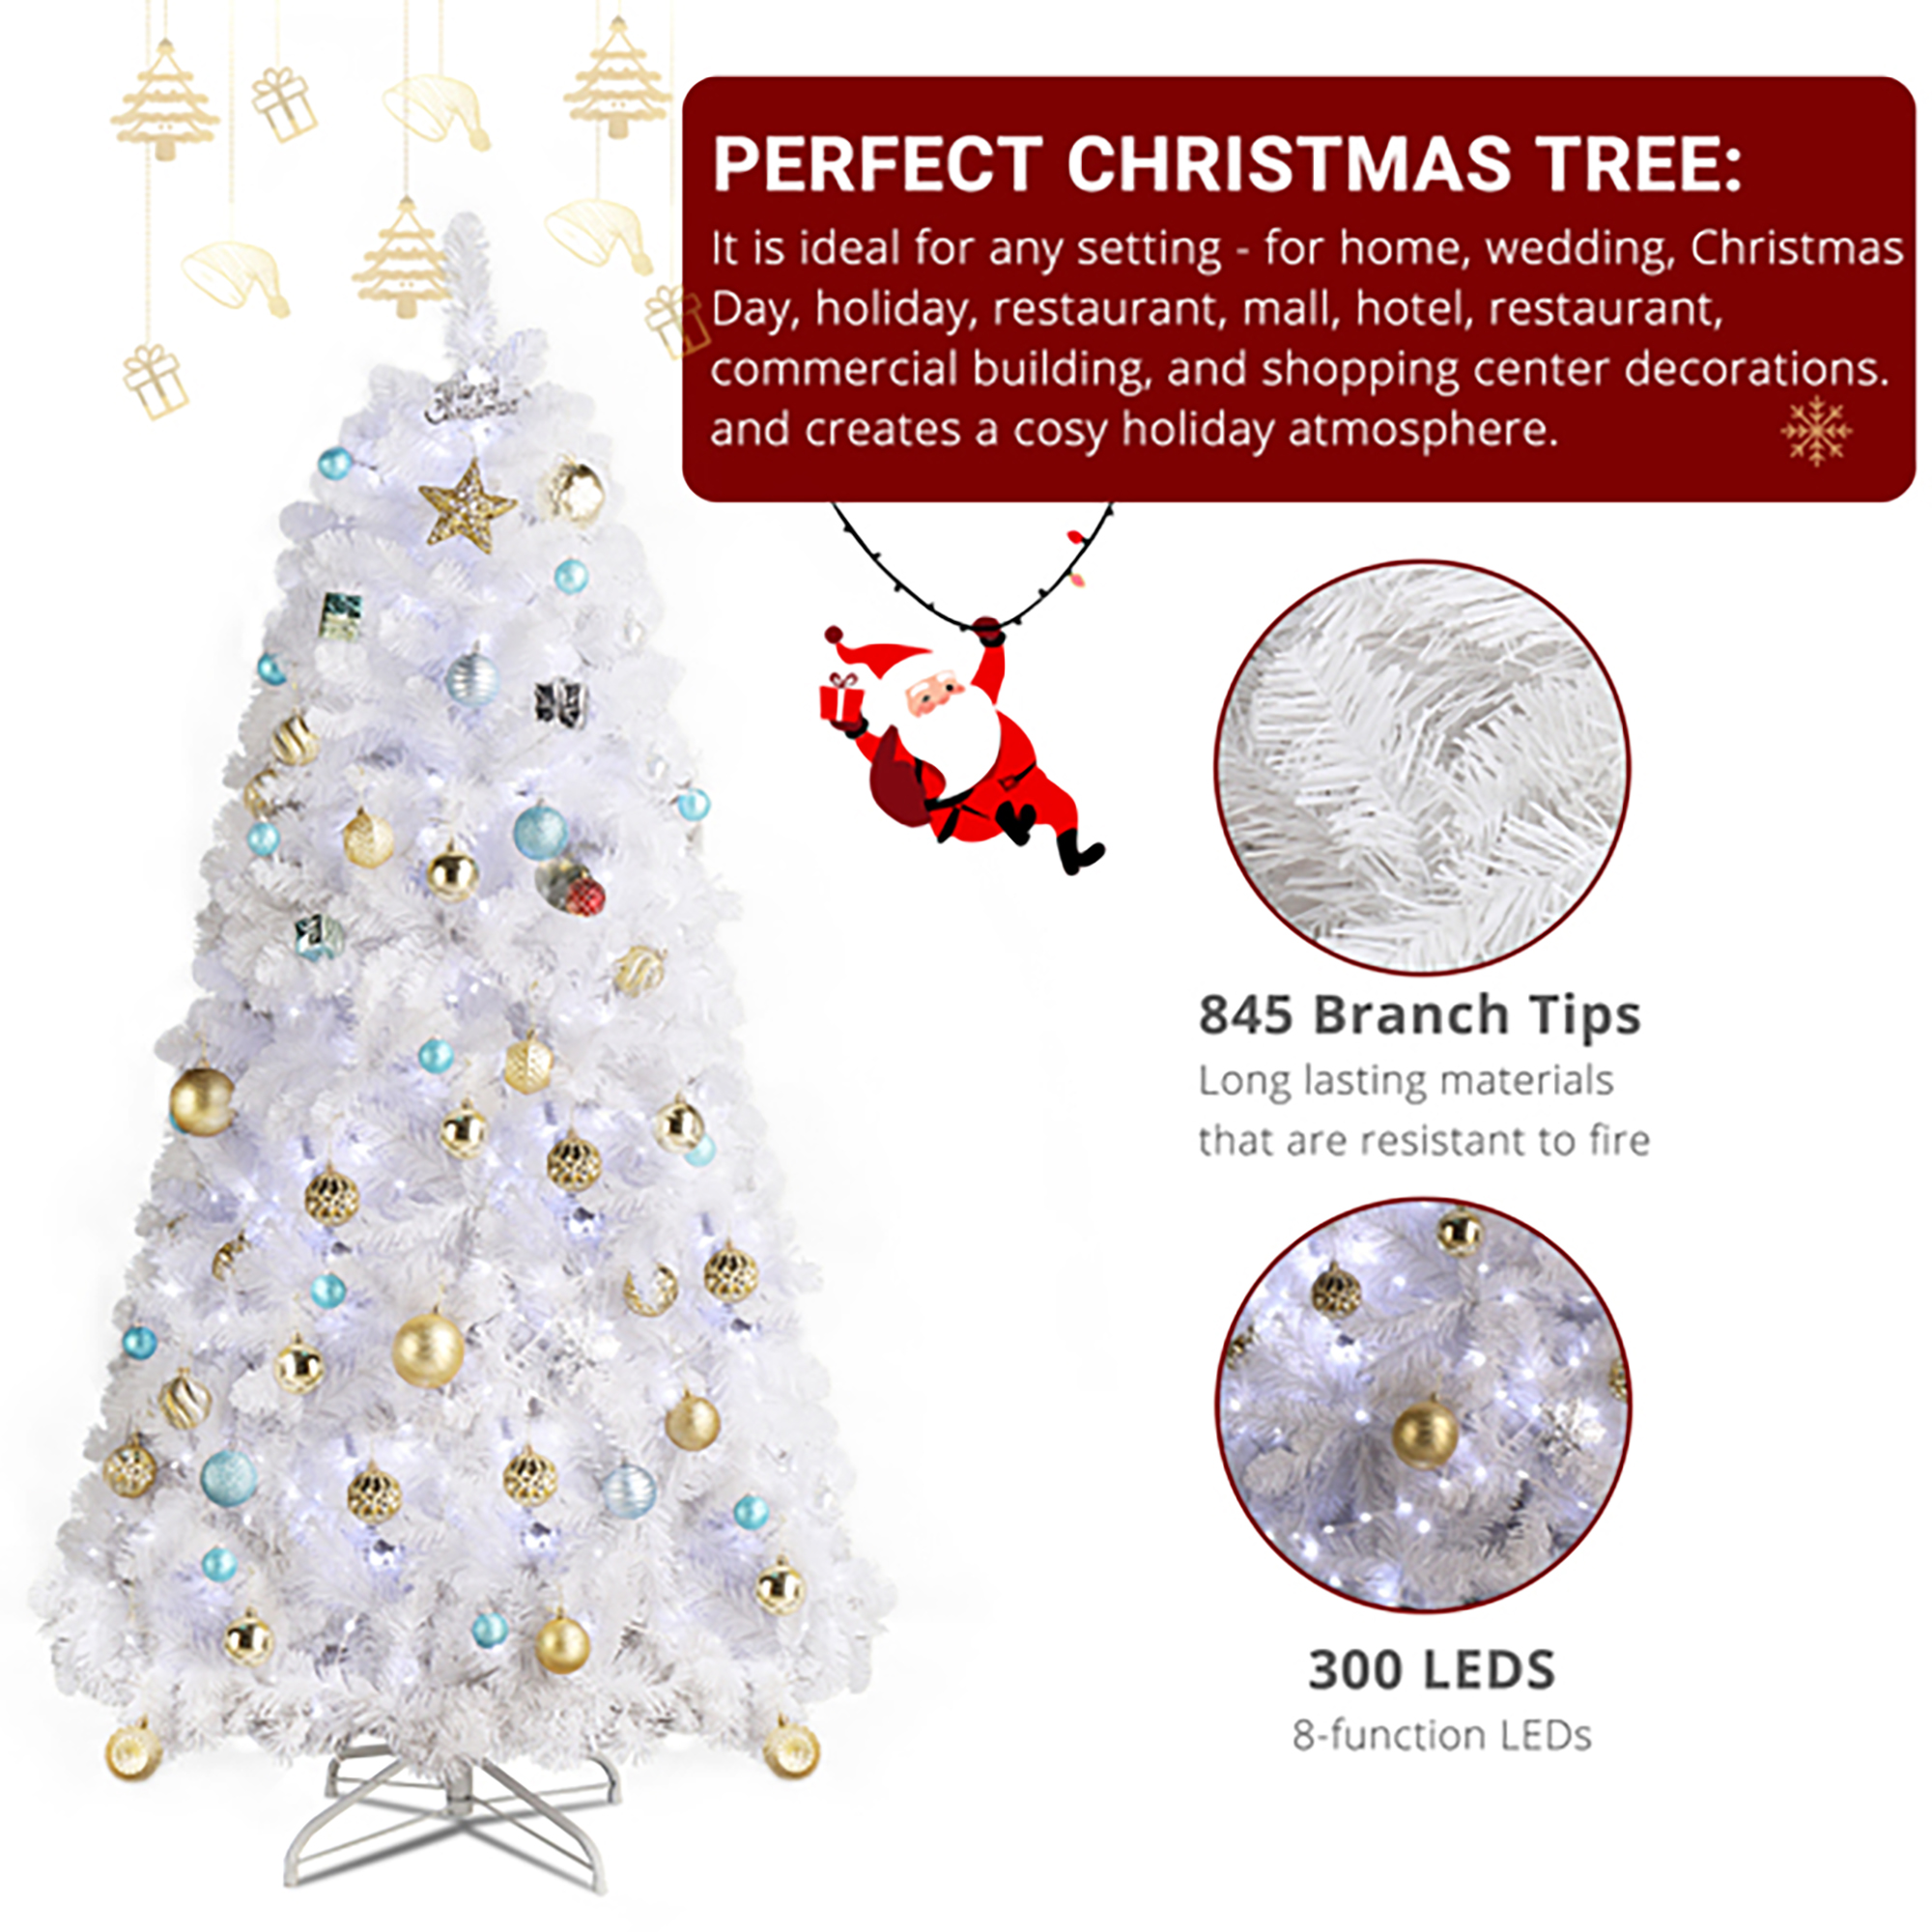 PERFECT CHRISTMAS TREE:
It is ideal for any setting - for home, wedding, Christmas
Day, holiday, restaurant, mall, hotel, restaurant,
commercial building, and shopping center decorations.
and creates a cosy holiday atmosphere.
Merry
Christmas
845 Branch Tips
Long lasting materials
that are resistant to fire
300 LEDS
8-function LEDs